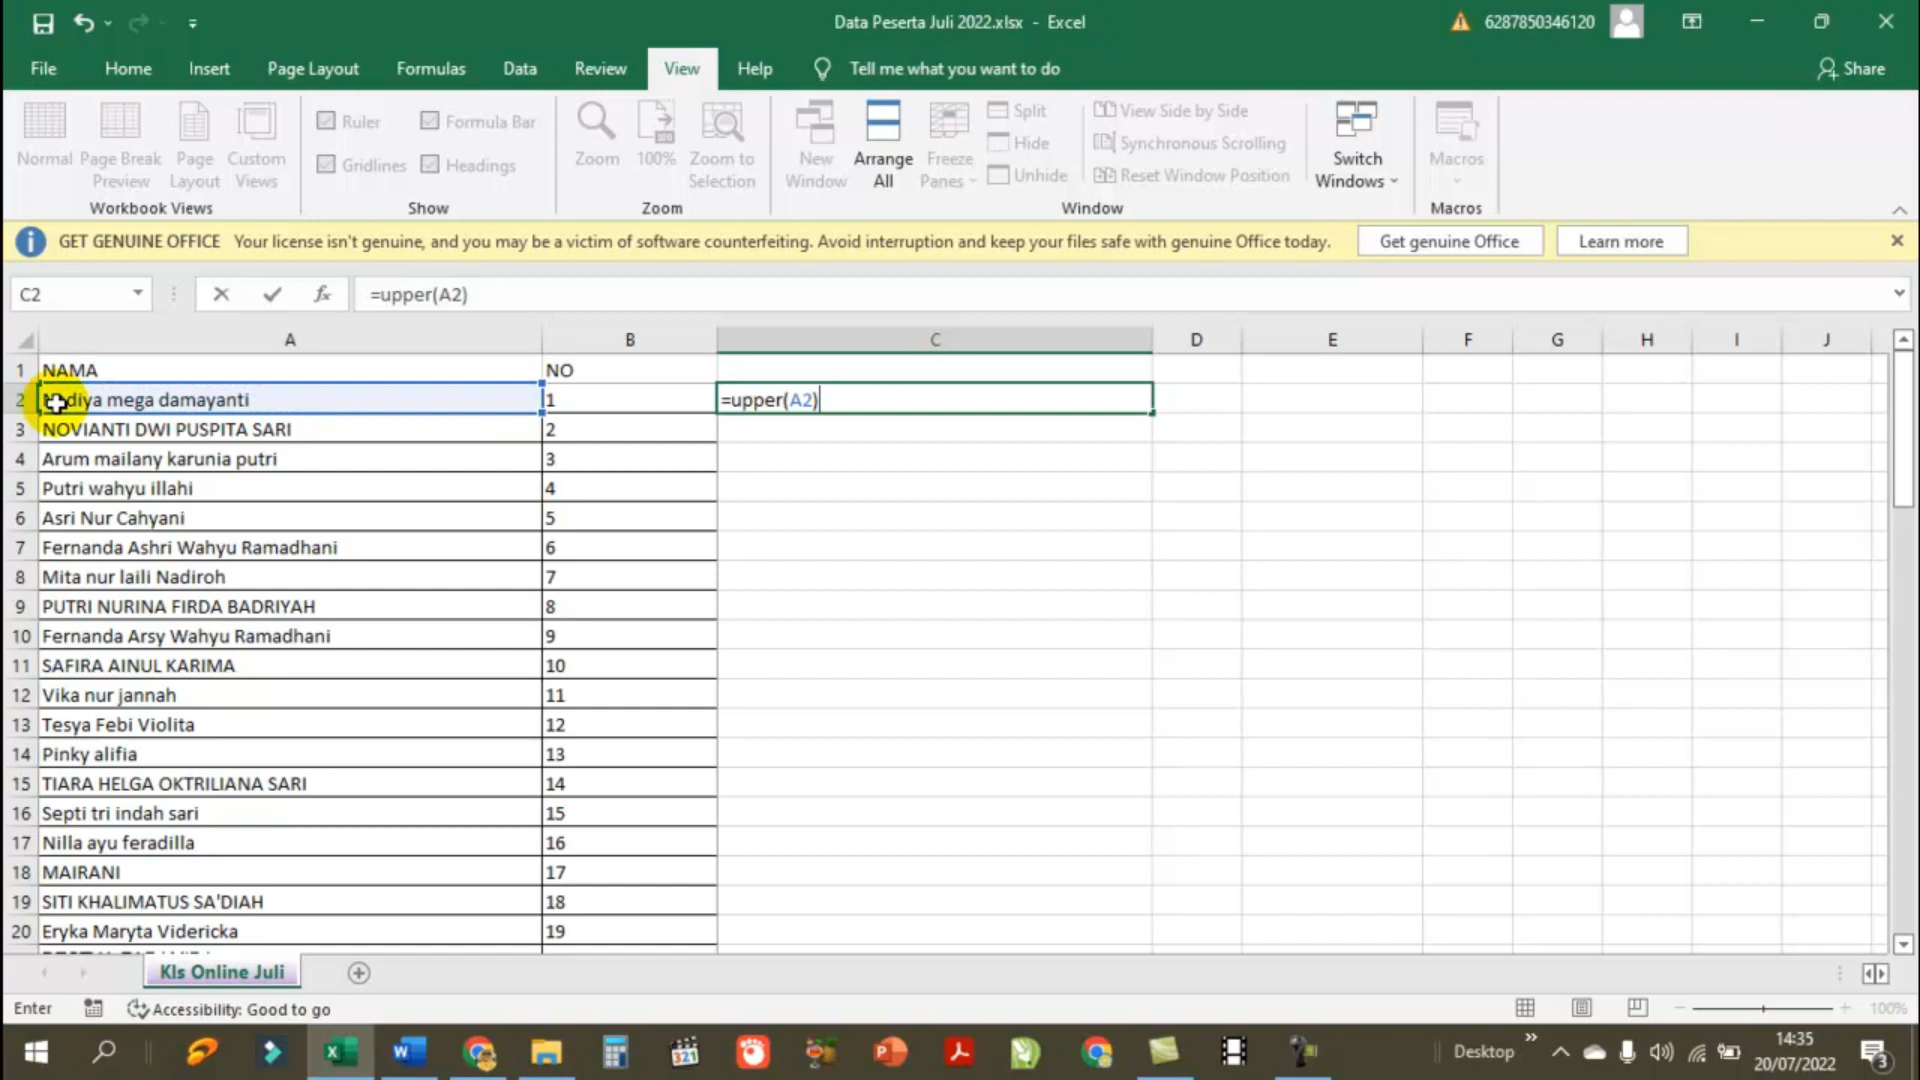 Data Peserta Juli 2022.xlsx - Excel
6287850346120
File Home Insert Page Layout Formulas Data Review View Help Tell me what you want to do Share
Normal
Page Break Preview
Page Layout
Custom Views
Workbook Views
Ruler
Formula Bar
Gridlines
Headings
Show
Zoom
100%
Zoom to Selection
Zoom
New Window
Arrange All
Freeze Panes
Split
Hide
Unhide
View Side by Side
Synchronous Scrolling
Reset Window Position
Window
Switch Windows
Macros
Macros
GET GENUINE OFFICE Your license isn't genuine, and you may be a victim of software counterfeiting. Avoid interruption and keep your files safe with genuine Office today. Get genuine Office Learn more
C2 fx =upper(A2)
A B C D E F G H I J
1 NAMA NO
2 Nadiya mega damayanti 1 =upper(A2)
3 NOVIANTI DWI PUSPITA SARI 2
4 Arum mailany karunia putri 3
5 Putri wahyu illahi 4
6 Asri Nur Cahyani 5
7 Fernanda Ashri Wahyu Ramadhani 6
8 Mita nur laili Nadiroh 7
9 PUTRI NURINA FIRDA BADRIYAH 8
10 Fernanda Arsy Wahyu Ramadhani 9
11 SAFIRA AINUL KARIMA 10
12 Vika nur jannah 11
13 Tesya Febi Violita 12
14 Pinky alifia 13
15 TIARA HELGA OKTRILIANA SARI 14
16 Septi tri indah sari 15
17 Nilla ayu feradilla 16
18 MAIRANI 17
19 SITI KHALIMATUS SA'DIAH 18
20 Eryka Maryta Videricka 19
Kls Online Juli
Enter Accessibility: Good to go 100%
Desktop
14:35
20/07/2022
3